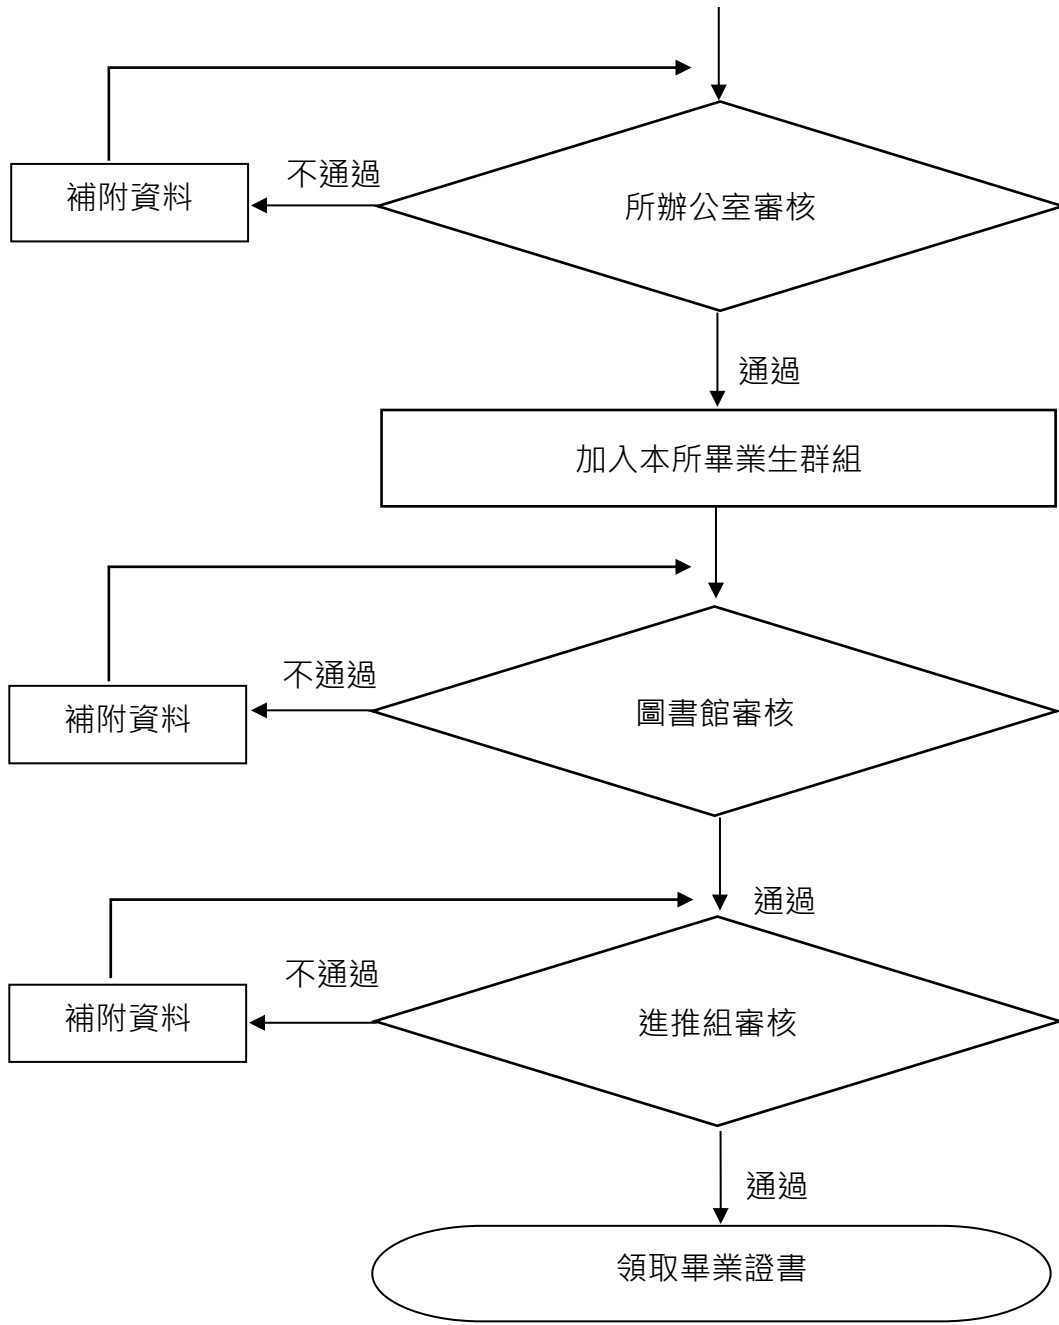 不通過
補附資料
所辦公室審核
通過
加入本所畢業生群組
不通過
補附資料
圖書館審核
通過
不通過
補附資料
進推組審核
通過
領取畢業證書